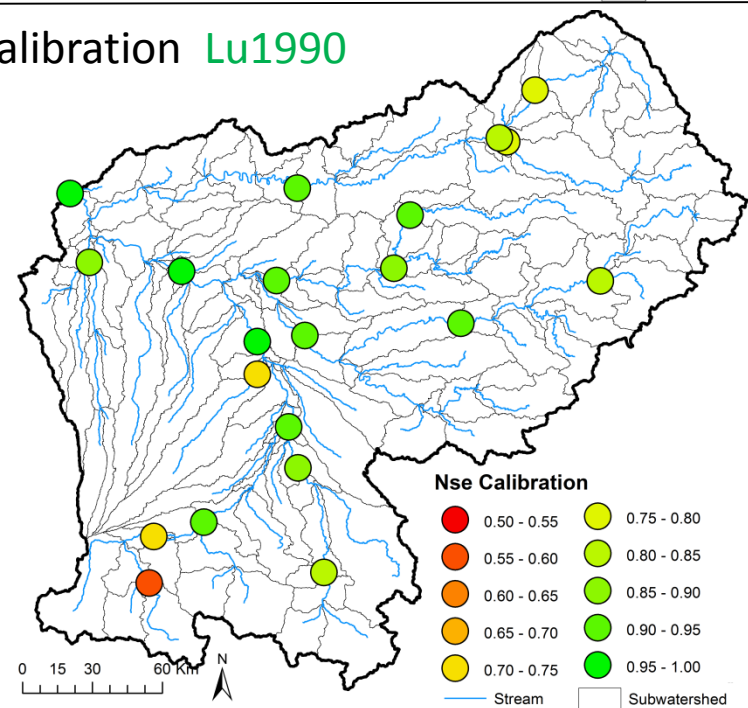 alibration Lu1990
Nse Calibration
0.50 - 0.55
0.55 - 0.60
0.60 - 0.65
0.65 - 0.70
0.70 - 0.75
0.75 - 0.80
0.80 - 0.85
0.85 - 0.90
0.90 - 0.95
0.95 - 1.00
0 15 30 60 Km
N
Stream
Subwatershed